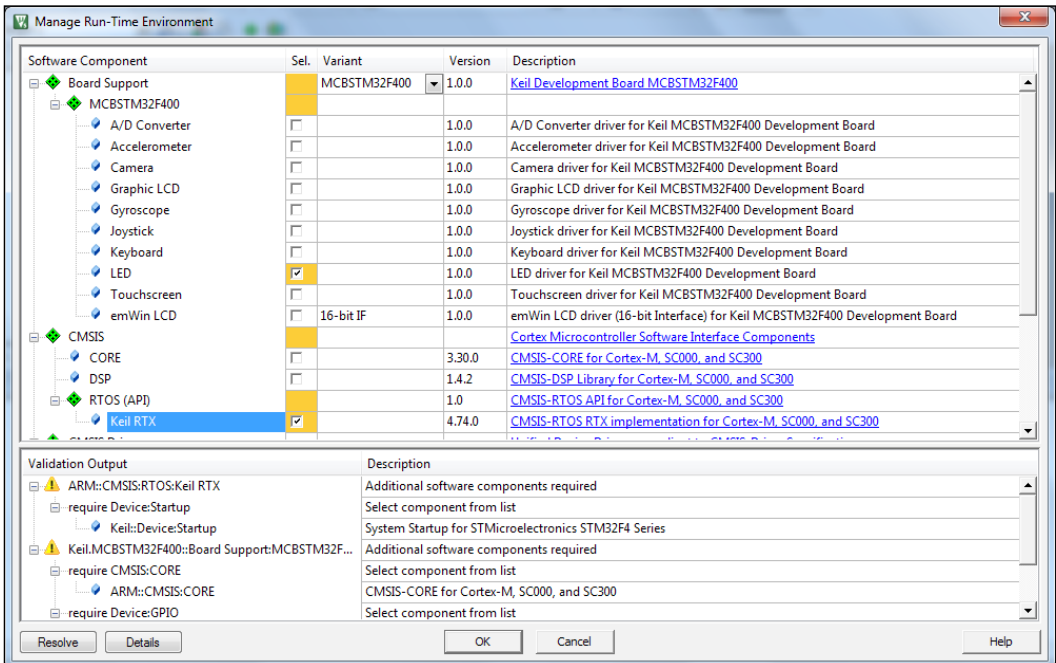 Manage Run-Time Environment
Software Component Sel. Variant Version Description
Board Support MCBSTM32F400 1.0.0 Keil Development Board MCBSTM32F400
MCBSTM32F400
A/D Converter 1.0.0 A/D Converter driver for Keil MCBSTM32F400 Development Board
Accelerometer 1.0.0 Accelerometer driver for Keil MCBSTM32F400 Development Board
Camera 1.0.0 Camera driver for Keil MCBSTM32F400 Development Board
Graphic LCD 1.0.0 Graphic LCD driver for Keil MCBSTM32F400 Development Board
Gyroscope 1.0.0 Gyroscope driver for Keil MCBSTM32F400 Development Board
Joystick 1.0.0 Joystick driver for Keil MCBSTM32F400 Development Board
Keyboard 1.0.0 Keyboard driver for Keil MCBSTM32F400 Development Board
LED 1.0.0 LED driver for Keil MCBSTM32F400 Development Board
Touchscreen 1.0.0 Touchscreen driver for Keil MCBSTM32F400 Development Board
emWin LCD 16-bit IF 1.0.0 emWin LCD driver (16-bit Interface) for Keil MCBSTM32F400 Development Board
CMSIS Cortex Microcontroller Software Interface Components
CORE 3.30.0 CMSIS-CORE for Cortex-M, SC000, and SC300
DSP 1.4.2 CMSIS-DSP Library for Cortex-M, SC000, and SC300
RTOS (API) 1.0 CMSIS-RTOS API for Cortex-M, SC000, and SC300
Keil RTX 4.74.0 CMSIS-RTOS RTX implementation for Cortex-M, SC000, and SC300
Validation Output Description
ARM::CMSIS:RTOS:Keil RTX Additional software components required
require Device:Startup Select component from list
Keil::Device:Startup System Startup for STMicroelectronics STM32F4 Series
Keil.MCBSTM32F400::Board Support:MCBSTM32F... Additional software components required
require CMSIS:CORE Select component from list
ARM::CMSIS:CORE CMSIS-CORE for Cortex-M, SC000, and SC300
require Device:GPIO Select component from list
Resolve Details OK Cancel Help